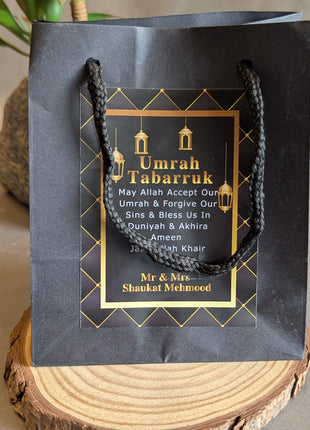 Umrah
Tabarruk
May Allah Accept Our
Umrah & Forgive Our
Sins & Bless Us In
Duniyah & Akhira
Ameen
Khair
Mr & Mrs
Shaukat Mehmood